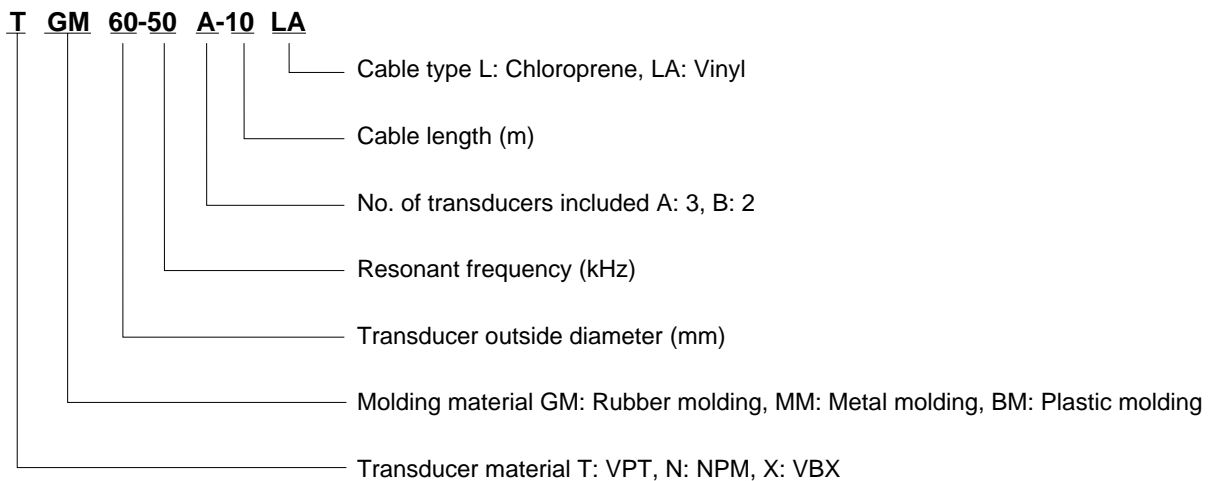 T GM 60-50 A-10 LA
Cable type L: Chloroprene, LA: Vinyl
Cable length (m)
No. of transducers included A: 3, B: 2
Resonant frequency (kHz)
Transducer outside diameter (mm)
Molding material GM: Rubber molding, MM: Metal molding, BM: Plastic molding
Transducer material T: VPT, N: NPM, X: VBX